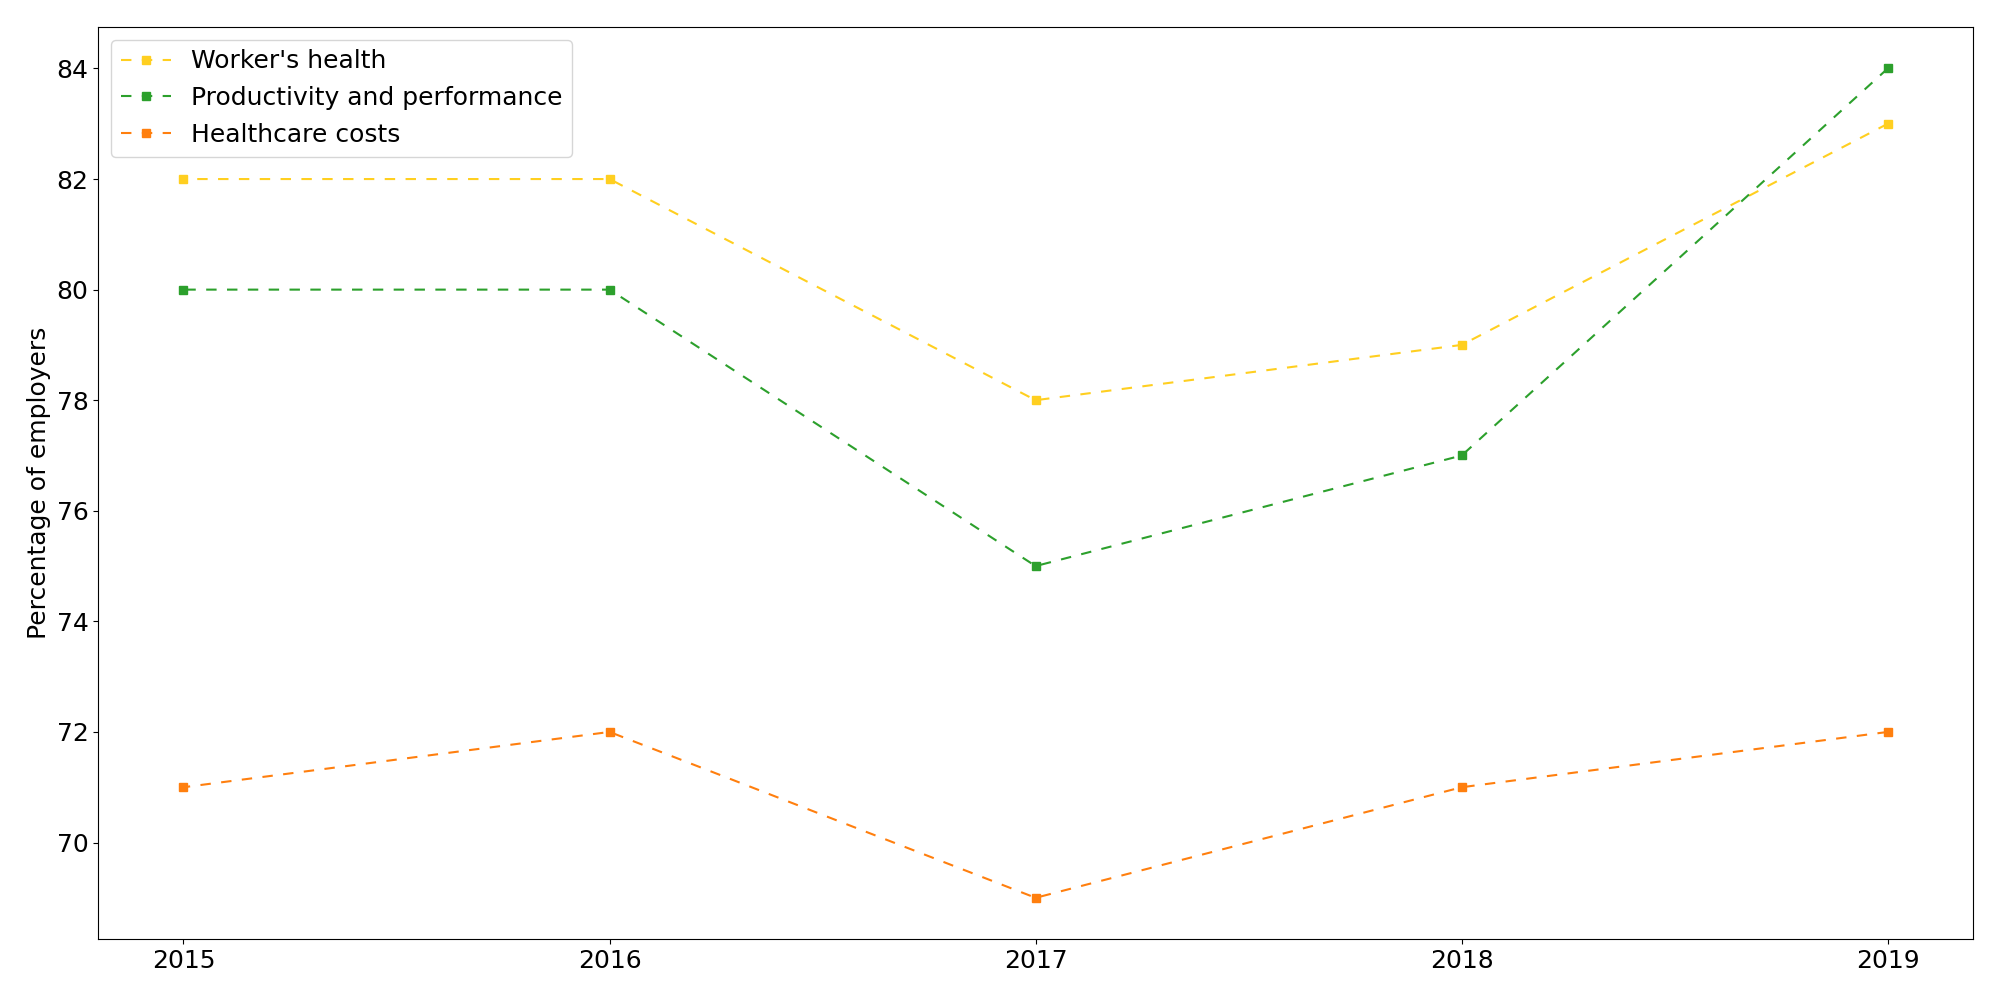 Worker's health
Productivity and performance
Healthcare costs
Percentage of employers
84
82
80
78
76
74
72
70
2015 2016 2017 2018 2019